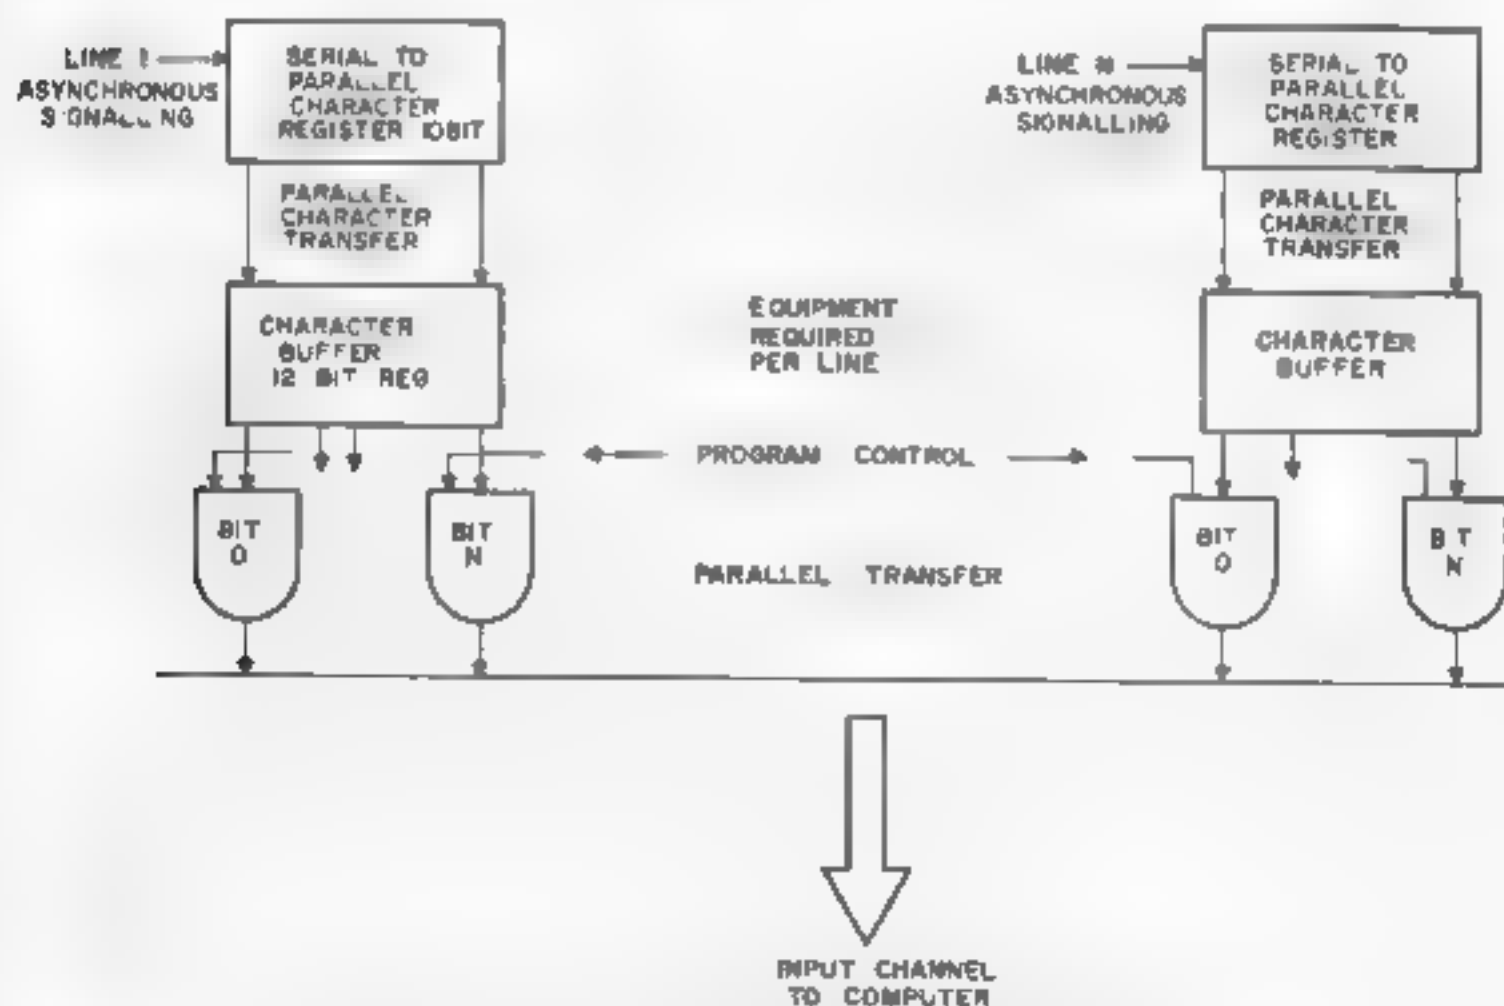 LINE 1
ASYNCHRONOUS
SIGNALLING
SERIAL TO
PARALLEL
CHARACTER
REGISTER 10BIT
PARALLEL
CHARACTER
TRANSFER
CHARACTER
BUFFER
12 BIT REG
BIT
0
BIT
N
EQUIPMENT
REQUIRED
PER LINE
PROGRAM CONTROL
PARALLEL TRANSFER
LINE N
ASYNCHRONOUS
SIGNALLING
SERIAL TO
PARALLEL
CHARACTER
REGISTER
PARALLEL
CHARACTER
TRANSFER
CHARACTER
BUFFER
BIT
0
BIT
N
INPUT CHANNEL
TO COMPUTER